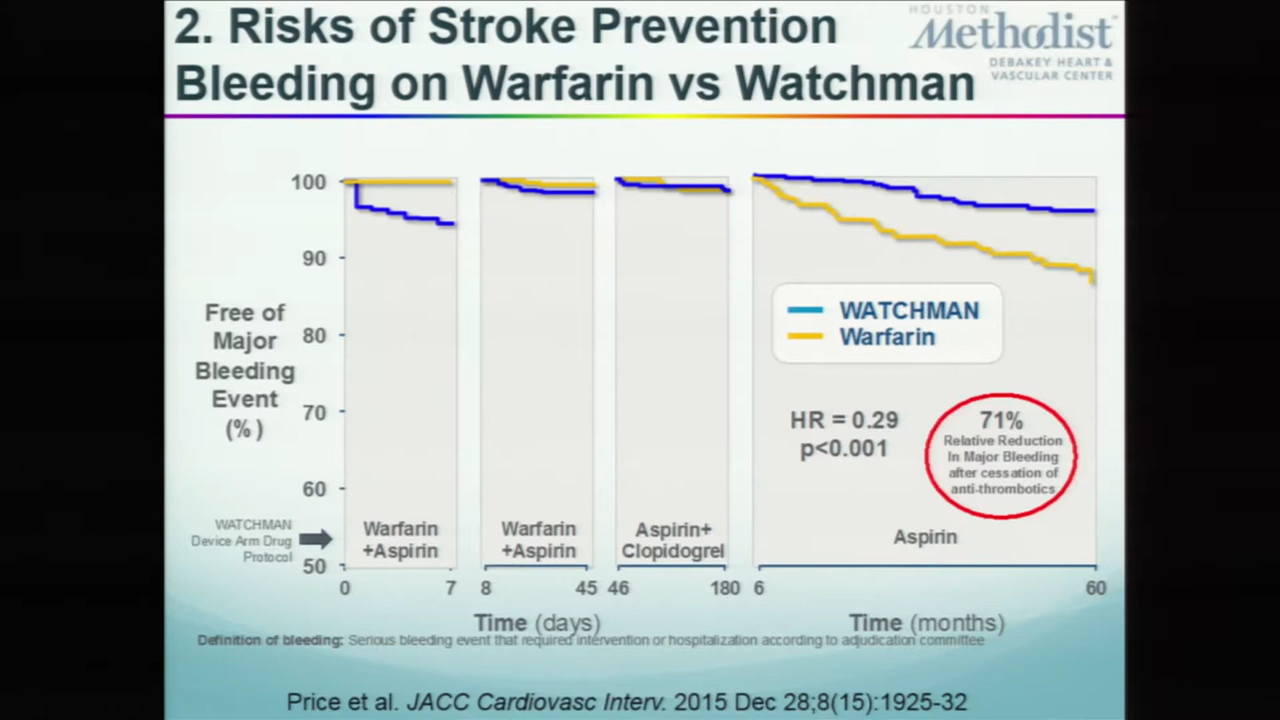 2. Risks of Stroke Prevention
Bleeding on Warfarin vs Watchman
HOUSTON
Methodist
DEBAKEY HEART &
VASCULAR CENTER
100
90
80
70
60
50
Free of
Major
Bleeding
Event
(%)
WATCHMAN
Warfarin
HR = 0.29
p<0.001
71%
Relative Reduction
In Major Bleeding
after cessation of
anti-thrombotics
WATCHMAN
Device Arm Drug
Protocol
Warfarin
+Aspirin
Warfarin
+Aspirin
Aspirin+
Clopidogrel
Aspirin
0 7 8 45 46 180 6 60
Time (days)
Time (months)
Definition of bleeding: Serious bleeding event that required intervention or hospitalization according to adjudication committee
Price et al. JACC Cardiovasc Interv. 2015 Dec 28;8(15):1925-32